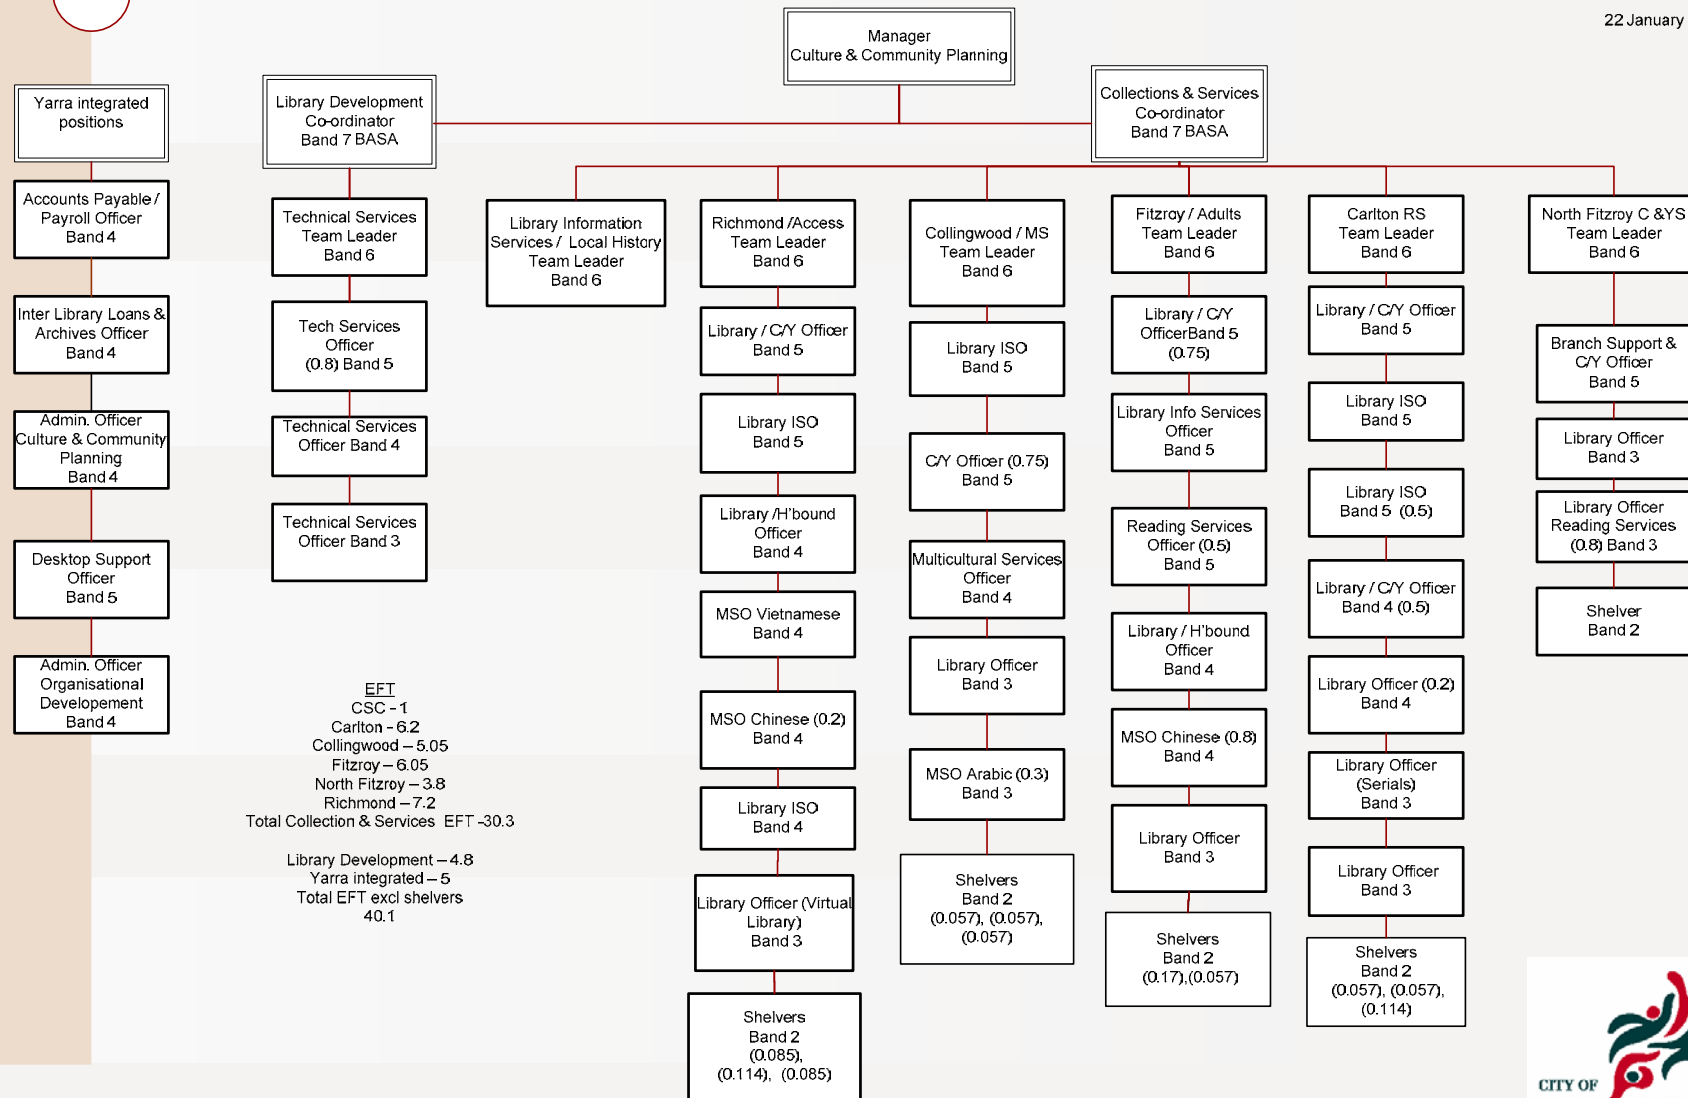 22 January
Manager
Culture & Community Planning
Yarra integrated
positions
Library Development
Co-ordinator
Band 7 BASA
Collections & Services
Co-ordinator
Band 7 BASA
Accounts Payable /
Payroll Officer
Band 4
Inter Library Loans &
Archives Officer
Band 4
Admin. Officer
Culture & Community
Planning
Band 4
Desktop Support
Officer
Band 5
Admin. Officer
Organisational
Developement
Band 4
Technical Services
Team Leader
Band 6
Tech Services
Officer
(0.8) Band 5
Technical Services
Officer Band 4
Technical Services
Officer Band 3
EFT
CSC -1
Carlton - 6.2
Collingwood – 5.05
Fitzroy – 6.05
North Fitzroy – 3.8
Richmond – 7.2
Total Collection & Services EFT -30.3
Library Development – 4.8
Yarra integrated – 5
Total EFT excl shelvers
40.1
Library Information
Services / Local History
Team Leader
Band 6
Richmond /Access
Team Leader
Band 6
Library / C/Y Officer
Band 5
Library ISO
Band 5
Library /H'bound
Officer
Band 4
MSO Vietnamese
Band 4
MSO Chinese (0.2)
Band 4
Library ISO
Band 4
Library Officer (Virtual
Library)
Band 3
Shelvers
Band 2
(0.085),
(0.114), (0.085)
Collingwood / MS
Team Leader
Band 6
Library ISO
Band 5
C/Y Officer (0.75)
Band 5
Multicultural Services
Officer
Band 4
Library Officer
Band 3
MSO Arabic (0.3)
Band 3
Shelvers
Band 2
(0.057), (0.057),
(0.057)
Fitzroy / Adults
Team Leader
Band 6
Library / C/Y
OfficerBand 5
(0.75)
Library Info Services
Officer
Band 5
Reading Services
Officer (0.5)
Band 5
Library / H'bound
Officer
Band 4
MSO Chinese (0.8)
Band 4
Library Officer
Band 3
Shelvers
Band 2
(0.17),(0.057)
Carlton RS
Team Leader
Band 6
Library / C/Y Officer
Band 5
Library ISO
Band 5
Library ISO
Band 5 (0.5)
Library / C/Y Officer
Band 4 (0.5)
Library Officer (0.2)
Band 4
Library Officer
(Serials)
Band 3
Library Officer
Band 3
Shelvers
Band 2
(0.057), (0.057),
(0.114)
North Fitzroy C &YS
Team Leader
Band 6
Branch Support &
C/Y Officer
Band 5
Library Officer
Band 3
Library Officer
Reading Services
(0.8) Band 3
Shelver
Band 2
CITY OF